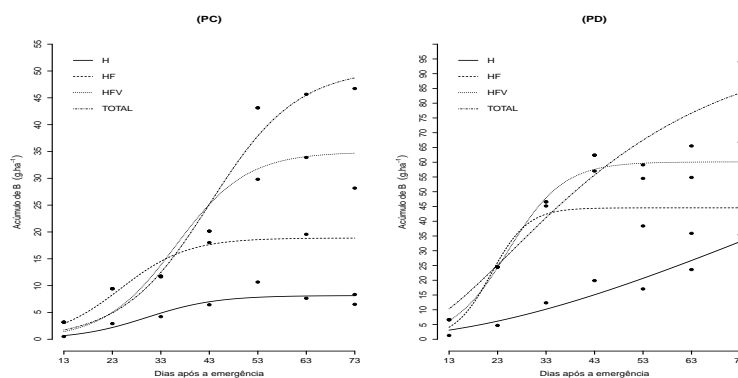 (PC)
Acúmulo de B (g.ha⁻¹)
55
50
45
40
35
30
25
20
15
10
5
0
H
HF
HFV
TOTAL
13 23 33 43 53 63 73
Dias após a emergência
(PD)
Acúmulo de B (g.ha⁻¹)
95
90
85
80
75
70
65
60
55
50
45
40
35
30
25
20
15
10
5
0
H
HF
HFV
TOTAL
13 23 33 43 53 63
Dias após a emergência